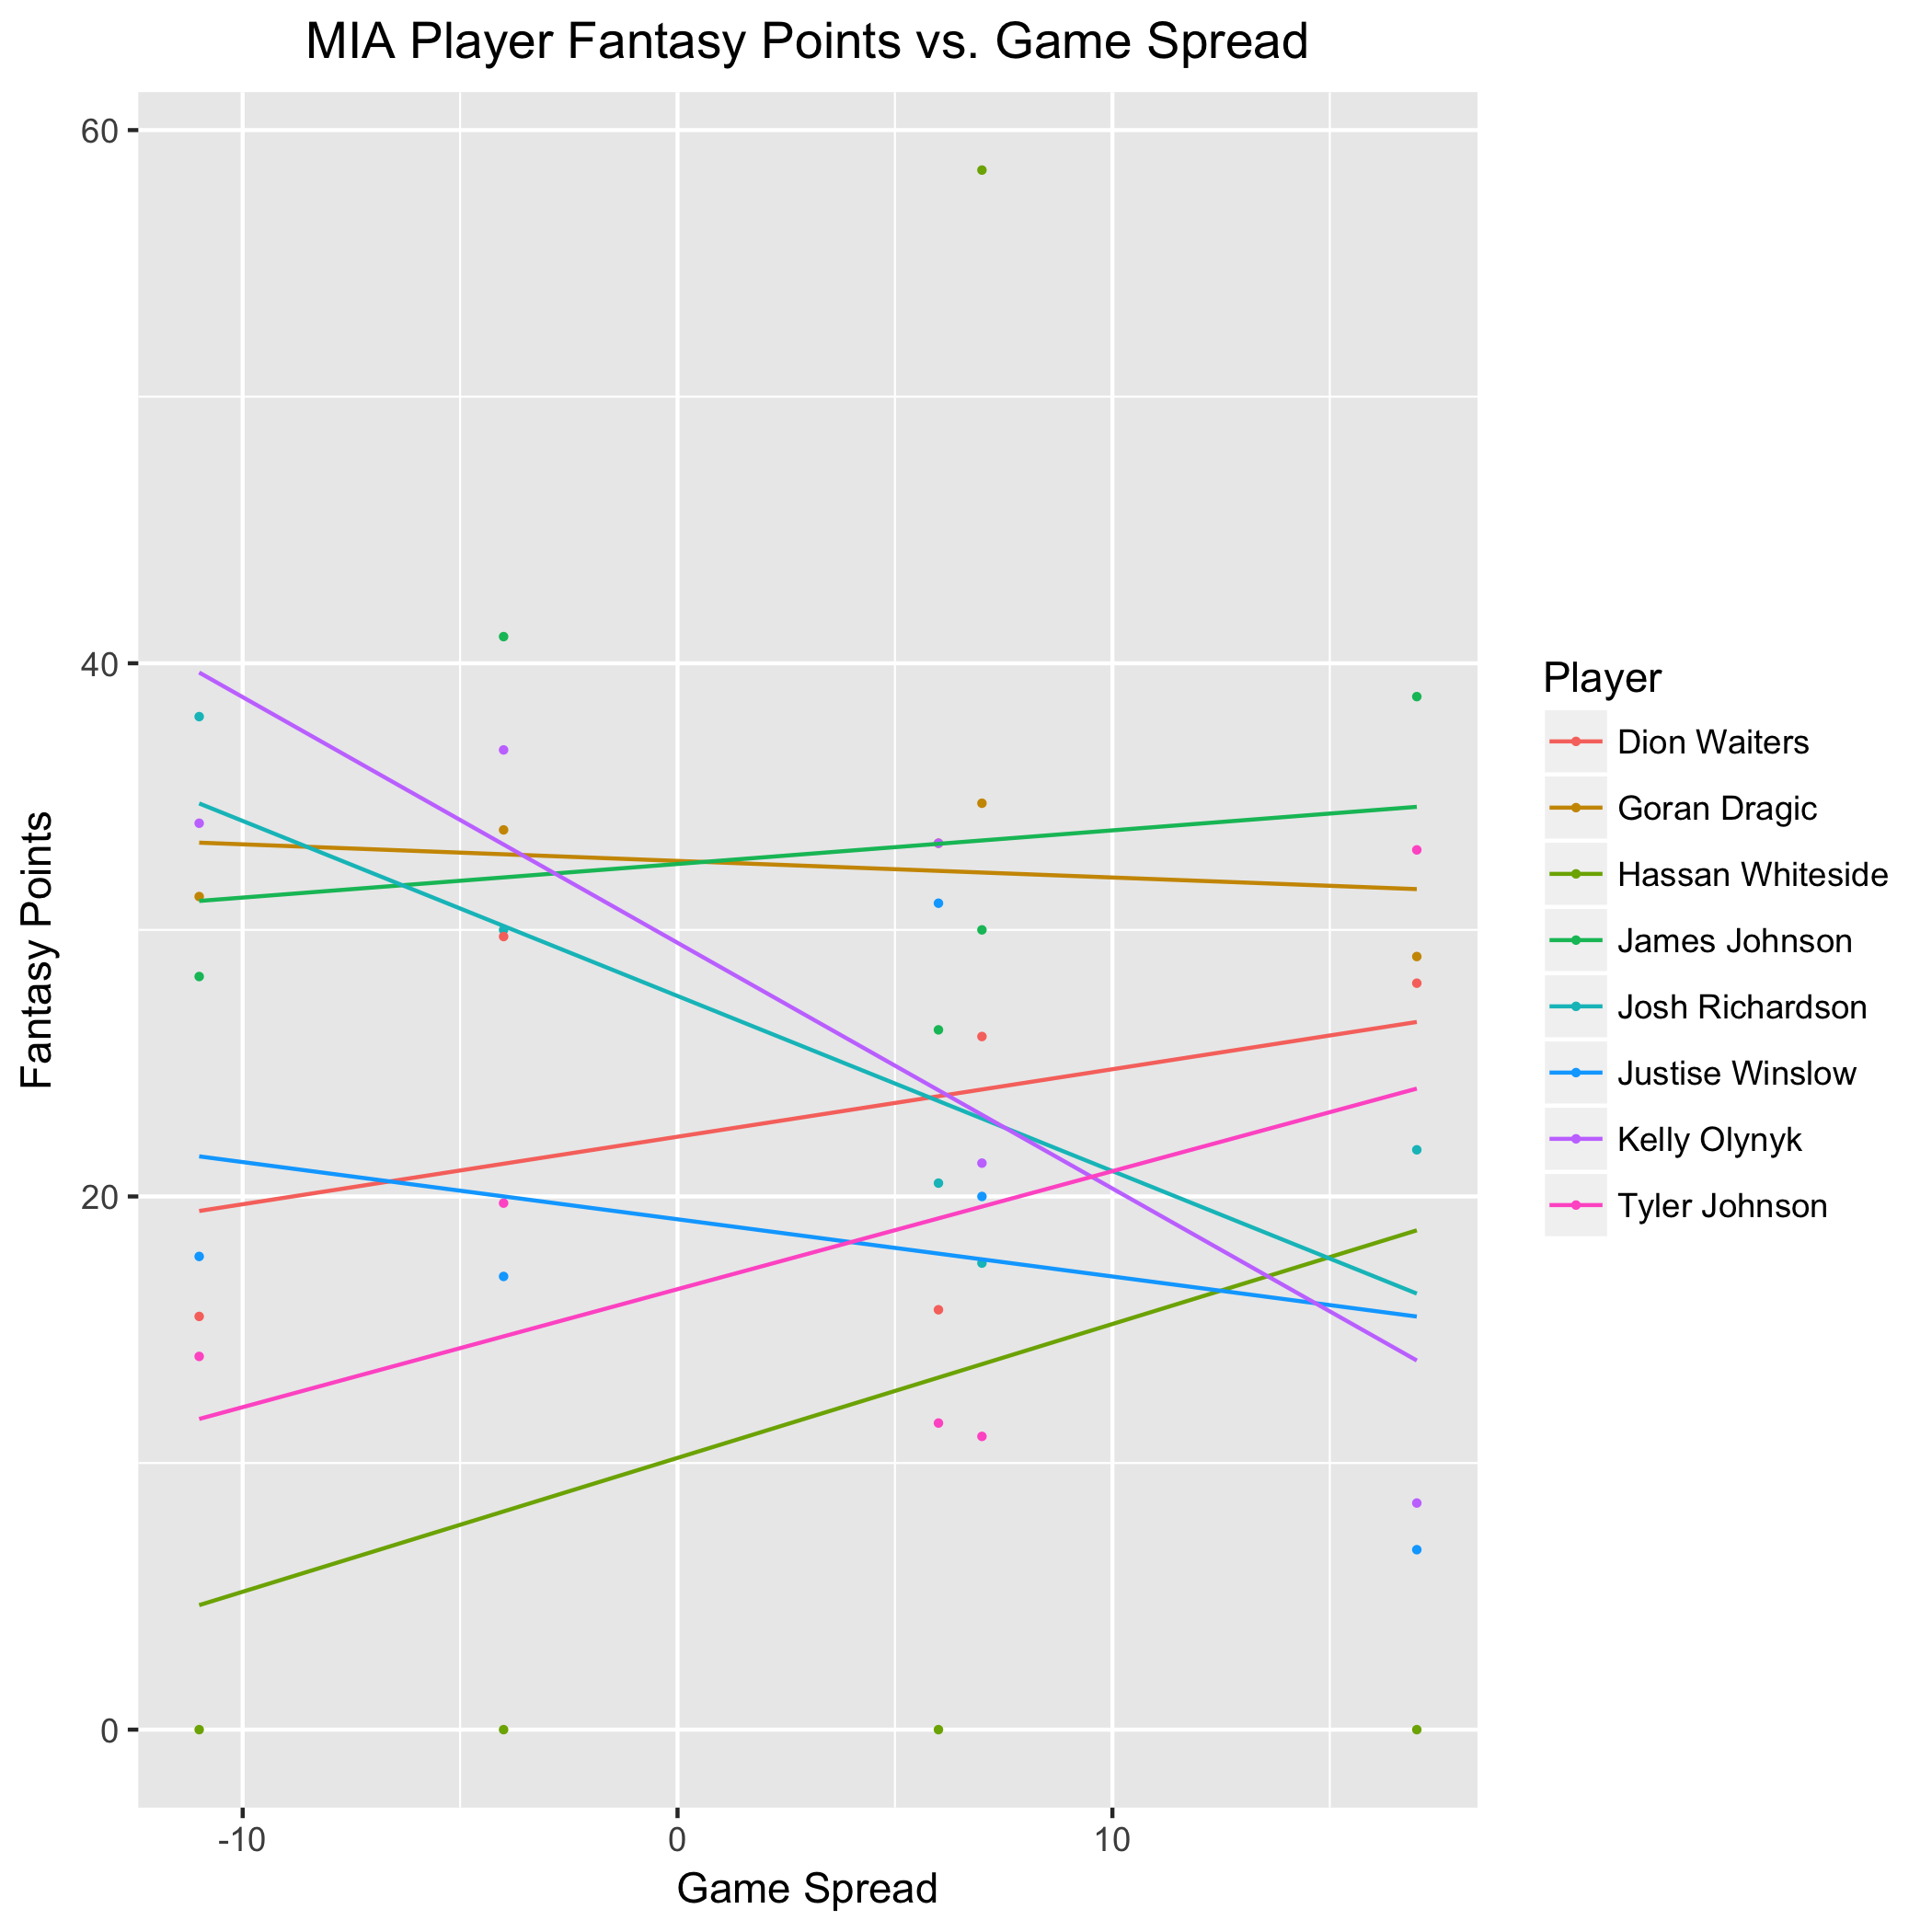 MIA Player Fantasy Points vs. Game Spread
60
40
20
0
Fantasy Points
-10
0
10
Game Spread
Player
Dion Waiters
Goran Dragic
Hassan Whiteside
James Johnson
Josh Richardson
Justise Winslow
Kelly Olynyk
Tyler Johnson